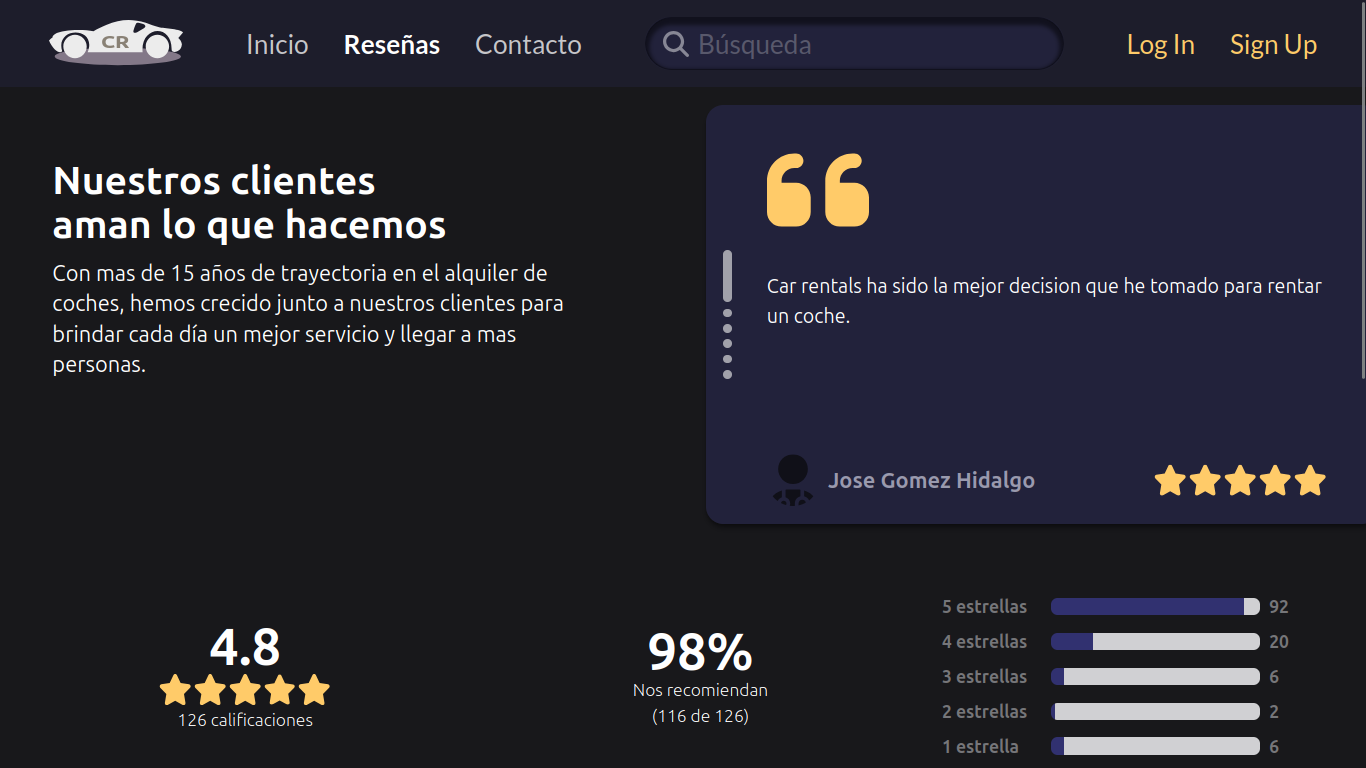 CR
Inicio Reseñas Contacto Búsqueda Log In Sign Up
Nuestros clientes
aman lo que hacemos
Con mas de 15 años de trayectoria en el alquiler de
coches, hemos crecido junto a nuestros clientes para
brindar cada día un mejor servicio y llegar a mas
personas.
Car rentals ha sido la mejor decision que he tomado para rentar
un coche.
Jose Gomez Hidalgo
4.8
126 calificaciones
98%
Nos recomiendan
(116 de 126)
5 estrellas 92
4 estrellas 20
3 estrellas 6
2 estrellas 2
1 estrella 6